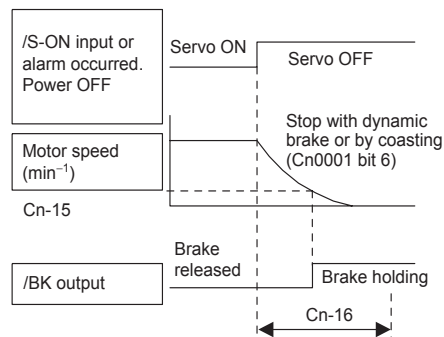 /S-ON input or
alarm occurred.
Power OFF
Servo ON
Servo OFF
Stop with dynamic
brake or by coasting
(Cn0001 bit 6)
Motor speed
(min⁻¹)
Cn-15
Brake
released
/BK output
Brake holding
Cn-16